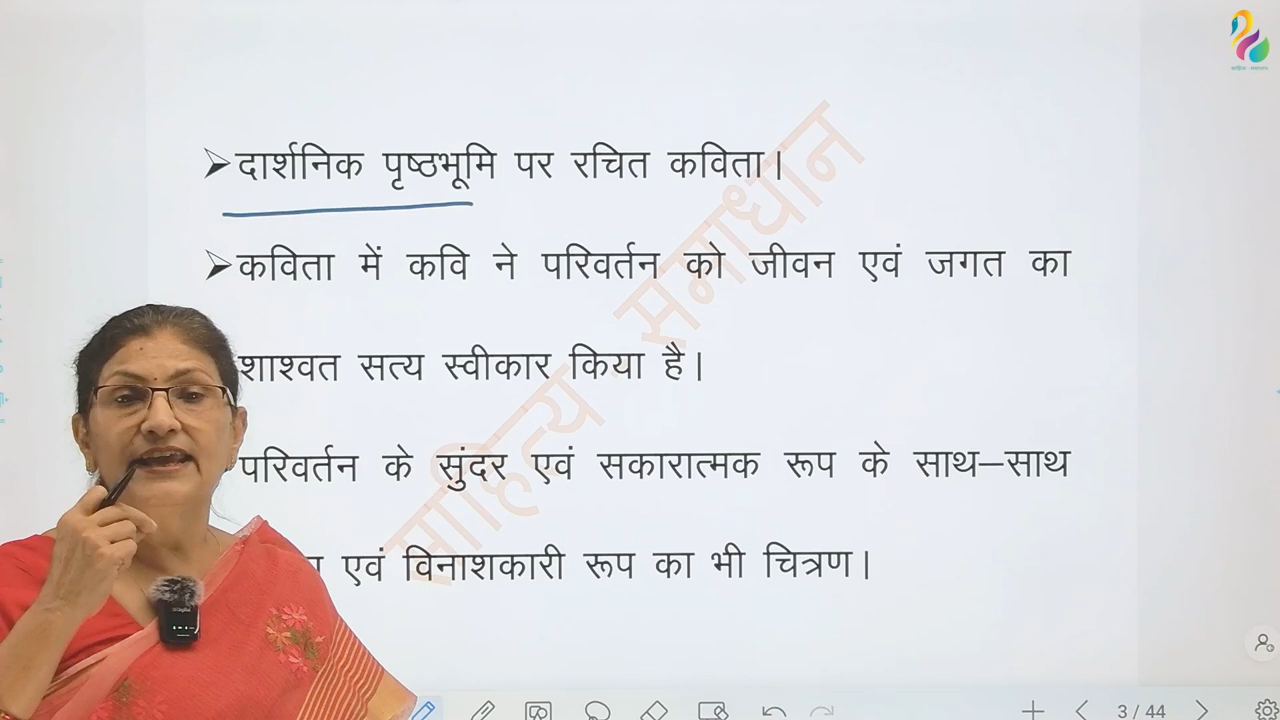 ➢दार्शनिक पृष्ठभूमि पर रचित कविता।
➢कविता में कवि ने परिवर्तन को जीवन एवं जगत का
शाश्वत सत्य स्वीकार किया है।
परिवर्तन के सुंदर एवं सकारात्मक रूप के साथ–साथ
एवं विनाशकारी रूप का भी चित्रण।
साहित्य समाधान
3 / 44